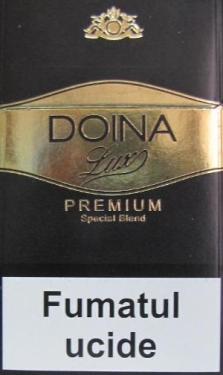 DOINA
Lux
PREMIUM
Special Blend
Fumatul
ucide